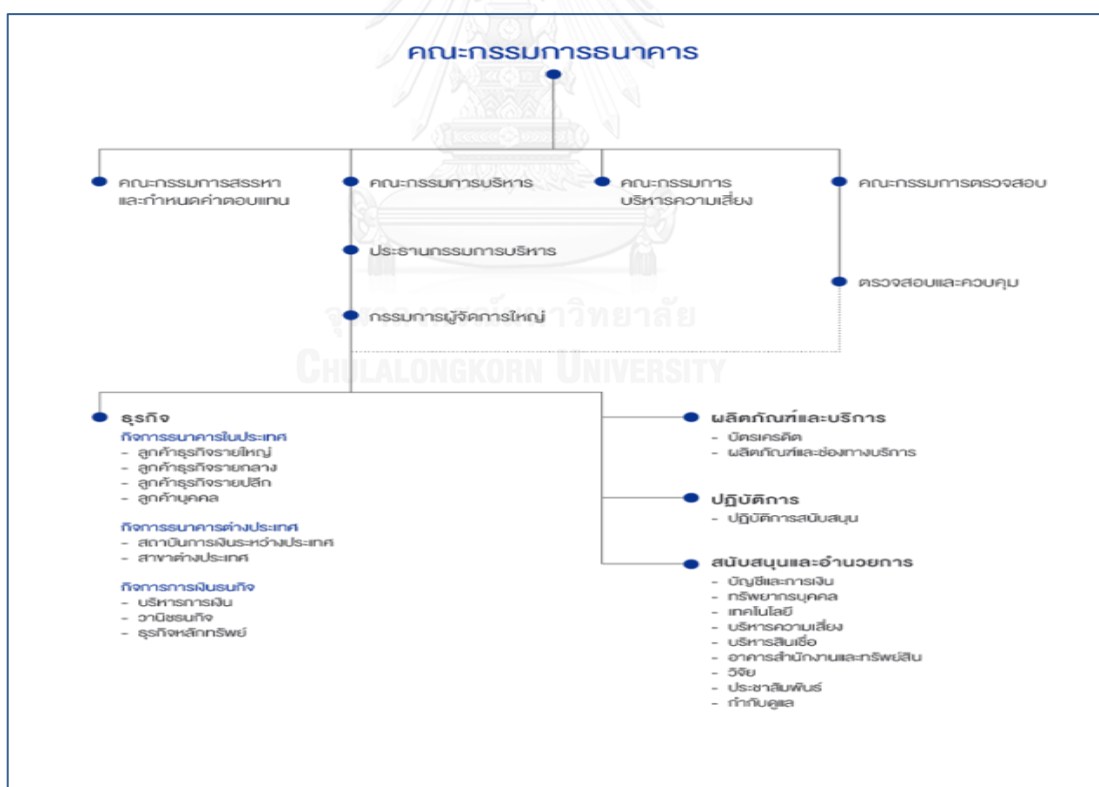 คณะกรรมการธนาคาร
คณะกรรมการสรรหา
และกำหนดค่าตอบแทน
คณะกรรมการบริหาร
คณะกรรมการ
บริหารความเสี่ยง
คณะกรรมการตรวจสอบ
ประธานกรรมการบริหาร
ตรวจสอบและควบคุม
กรรมการผู้จัดการใหญ่
จุฬาลงกรณ์มหาวิทยาลัย
CHULALONGKORN UNIVERSITY
ธุรกิจ
กิจการธนาคารในประเทศ
- ลูกค้าธุรกิจรายใหญ่
- ลูกค้าธุรกิจรายกลาง
- ลูกค้าธุรกิจรายปลีก
- ลูกค้าบุคคล
กิจการธนาคารต่างประเทศ
- สถาบันการเงินระหว่างประเทศ
- สาขาต่างประเทศ
กิจการการเงินธนกิจ
- บริหารการเงิน
- วานิชธนกิจ
- ธุรกิจหลักทรัพย์
ผลิตภัณฑ์และบริการ
- บัตรเครดิต
- ผลิตภัณฑ์และช่องทางบริการ
ปฏิบัติการ
- ปฏิบัติการสนับสนุน
สนับสนุนและอำนวยการ
- บัญชีและการเงิน
- ทรัพยากรบุคคล
- เทคโนโลยี
- บริหารความเสี่ยง
- บริหารสินเชื่อ
- อาคารสำนักงานและทรัพย์สิน
- วิจัย
- ประชาสัมพันธ์
- กำกับดูแล